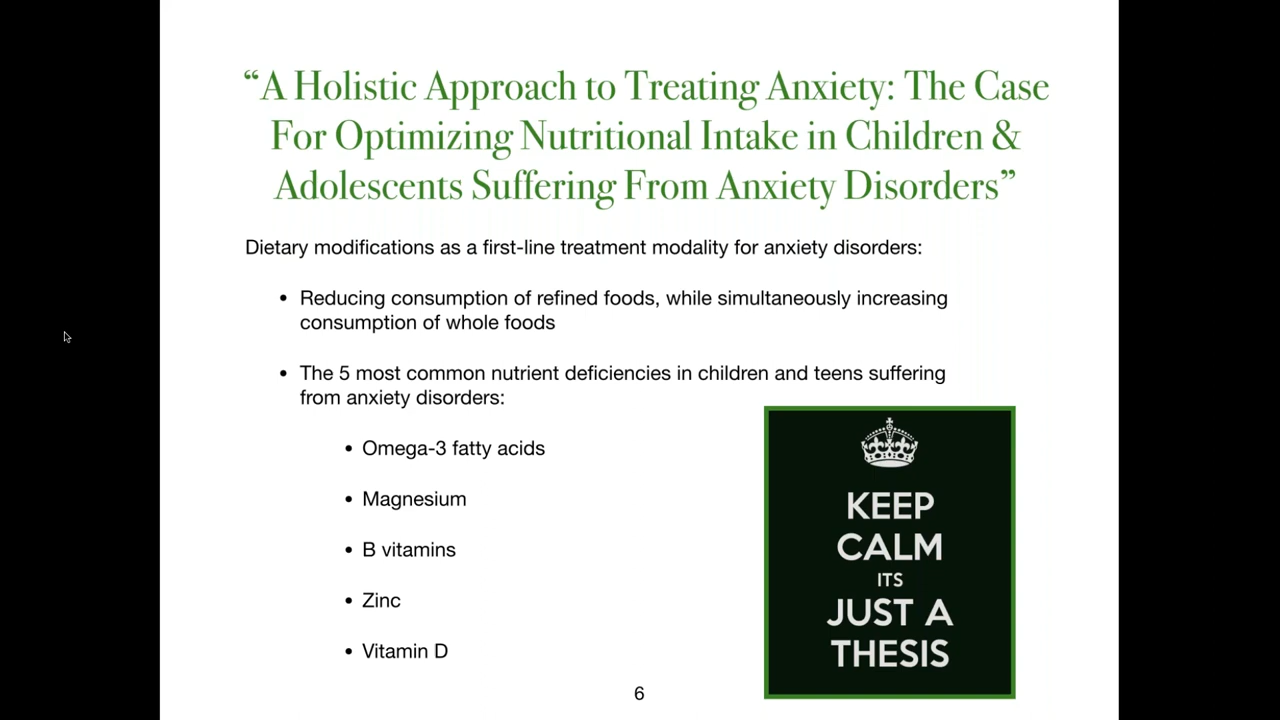 “A Holistic Approach to Treating Anxiety: The Case
For Optimizing Nutritional Intake in Children &
Adolescents Suffering From Anxiety Disorders”
Dietary modifications as a first-line treatment modality for anxiety disorders:
• Reducing consumption of refined foods, while simultaneously increasing
consumption of whole foods
• The 5 most common nutrient deficiencies in children and teens suffering
from anxiety disorders:
• Omega-3 fatty acids
• Magnesium
• B vitamins
• Zinc
• Vitamin D
KEEP
CALM
ITS
JUST A
THESIS
6